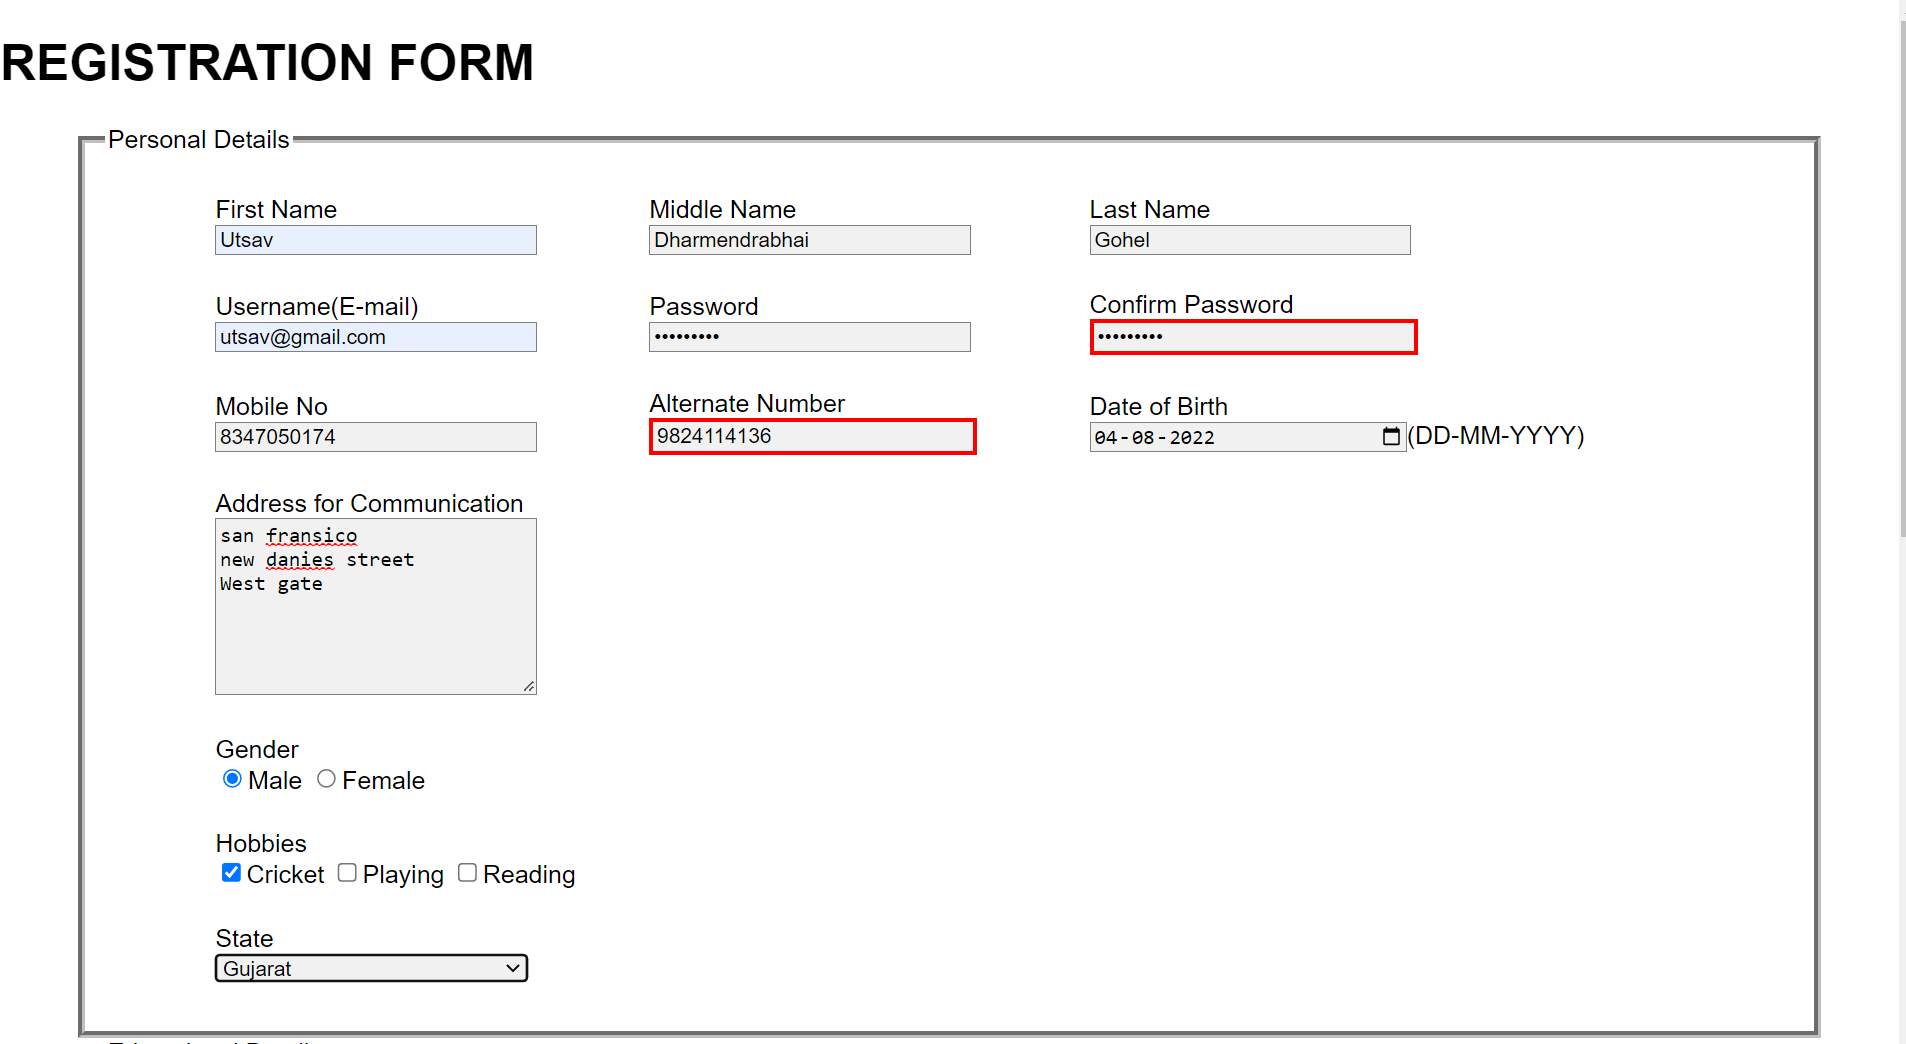 REGISTRATION FORM
Personal Details
First Name Middle Name Last Name
Utsav Dharmendrabhai Gohel
Username(E-mail) Password Confirm Password
utsav@gmail.com ••••••••• •••••••••
Mobile No Alternate Number Date of Birth
8347050174 9824114136 04-08-2022 (DD-MM-YYYY)
Address for Communication
san fransico
new danies street
West gate
Gender
Male Female
Hobbies
Cricket Playing Reading
State
Gujarat